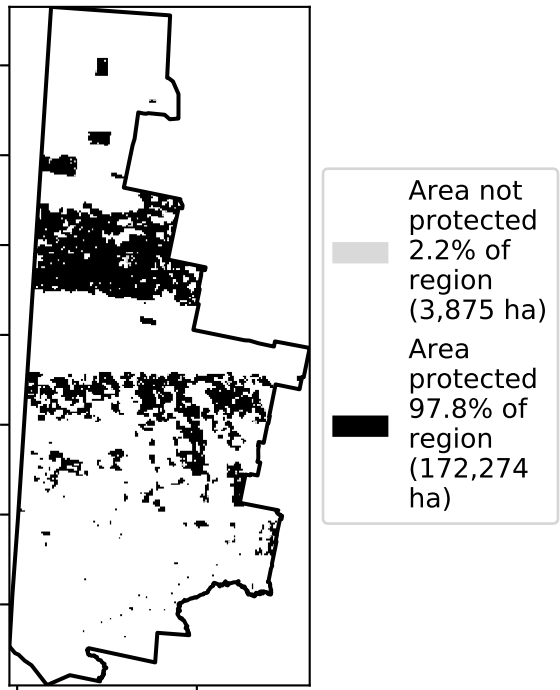 Area not
protected
2.2% of
region
(3,875 ha)
Area
protected
97.8% of
region
(172,274
ha)